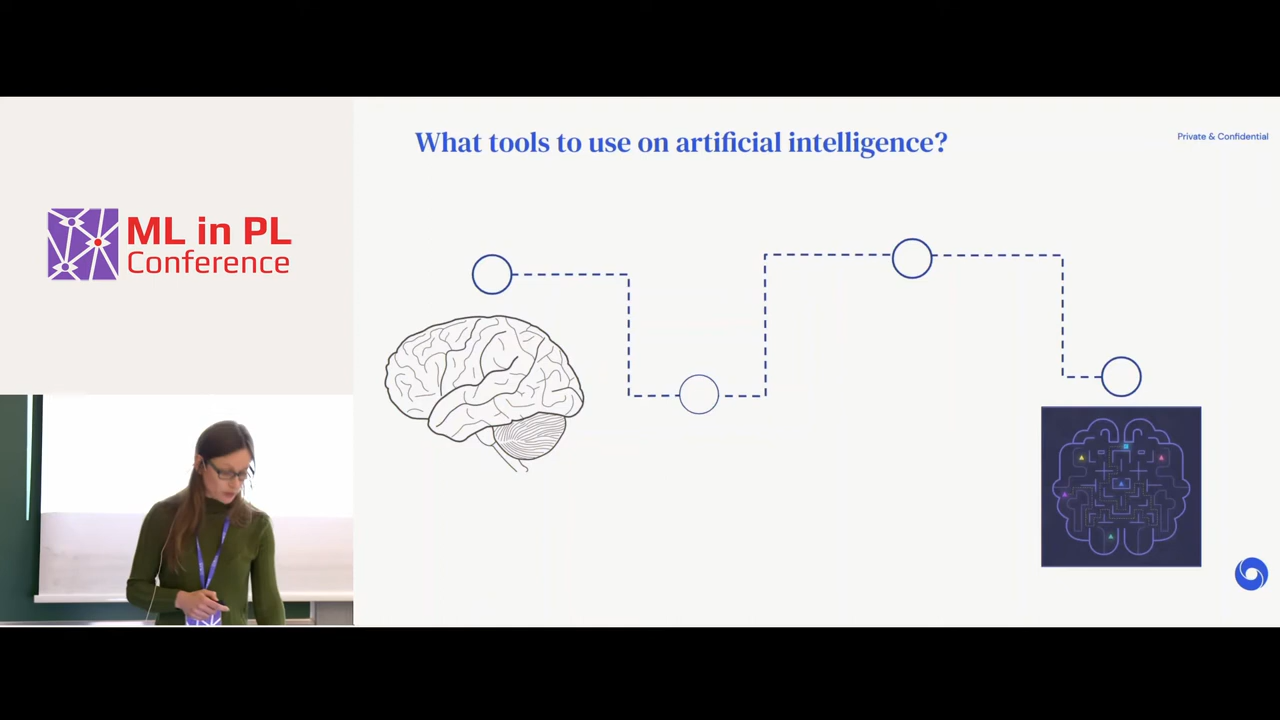 What tools to use on artificial intelligence?
Private & Confidential
ML in PL
Conference